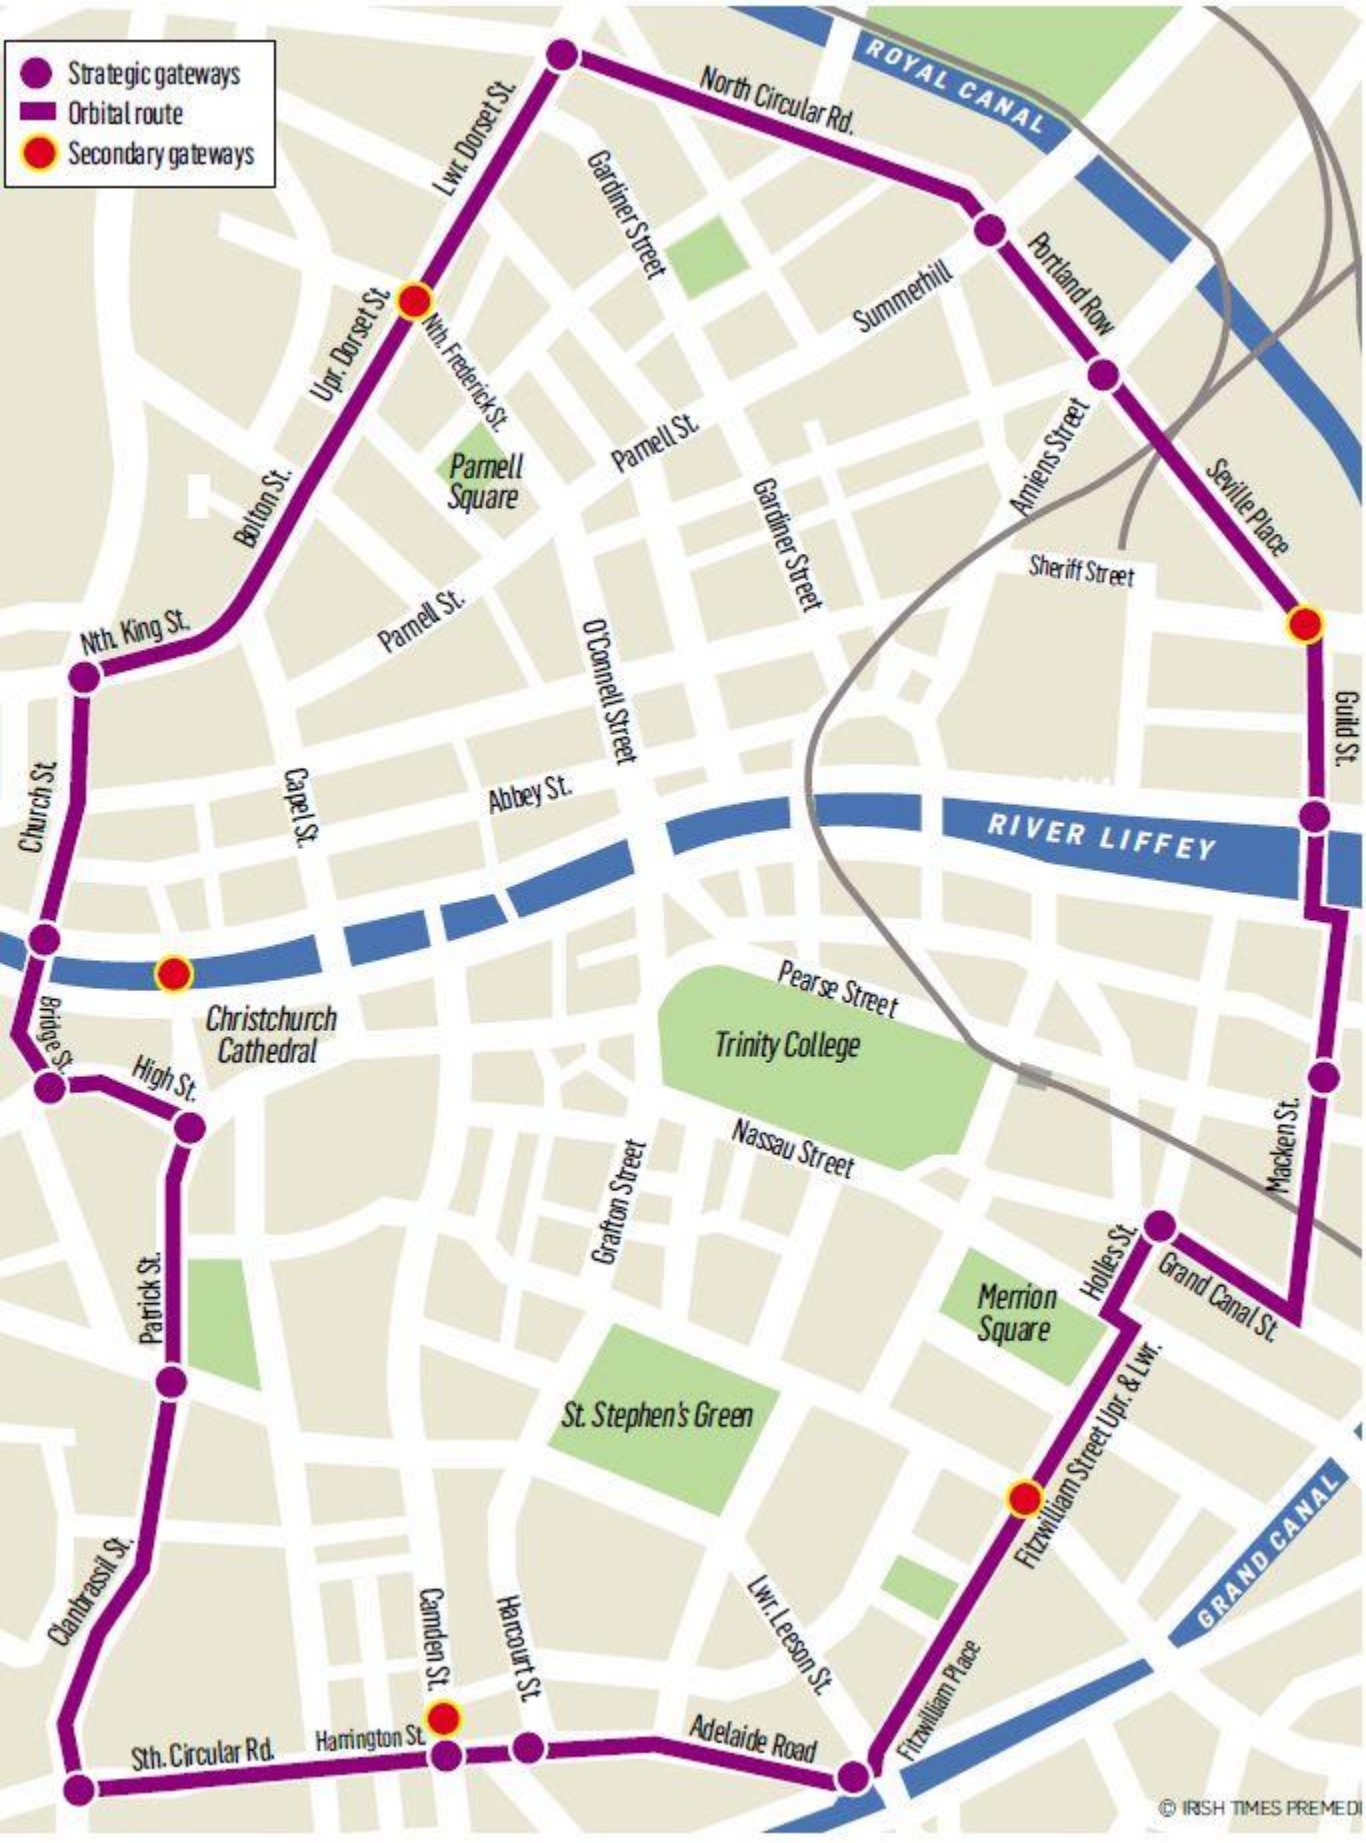 Strategic gateways
Orbital route
Secondary gateways
ROYAL CANAL
North Circular Rd.
Lwr. Dorset St.
Gardiner Street
Portland Row
Summerhill
Upr. Dorset St.
Nth. Frederick St.
Parnell St.
Amiens Street
Parnell
Square
Seville Place
Bolton St.
Gardiner Street
Sheriff Street
Nth. King St.
Parnell St.
O'Connell Street
Guild St.
Church St.
Capel St.
Abbey St.
RIVER LIFFEY
Pearse Street
Bridge St.
Christchurch
Cathedral
Trinity College
High St.
Macken St.
Nassau Street
Grafton Street
Holles St.
Grand Canal St.
Patrick St.
Merrion
Square
St. Stephen's Green
Fitzwilliam Street Upr. & Lwr.
GRAND CANAL
Clanbrassil St.
Camden St.
Harcourt St.
Lwr. Leeson St.
Fitzwilliam Place
Sth. Circular Rd.
Harrington St.
Adelaide Road
© IRISH TIMES PREMEDI